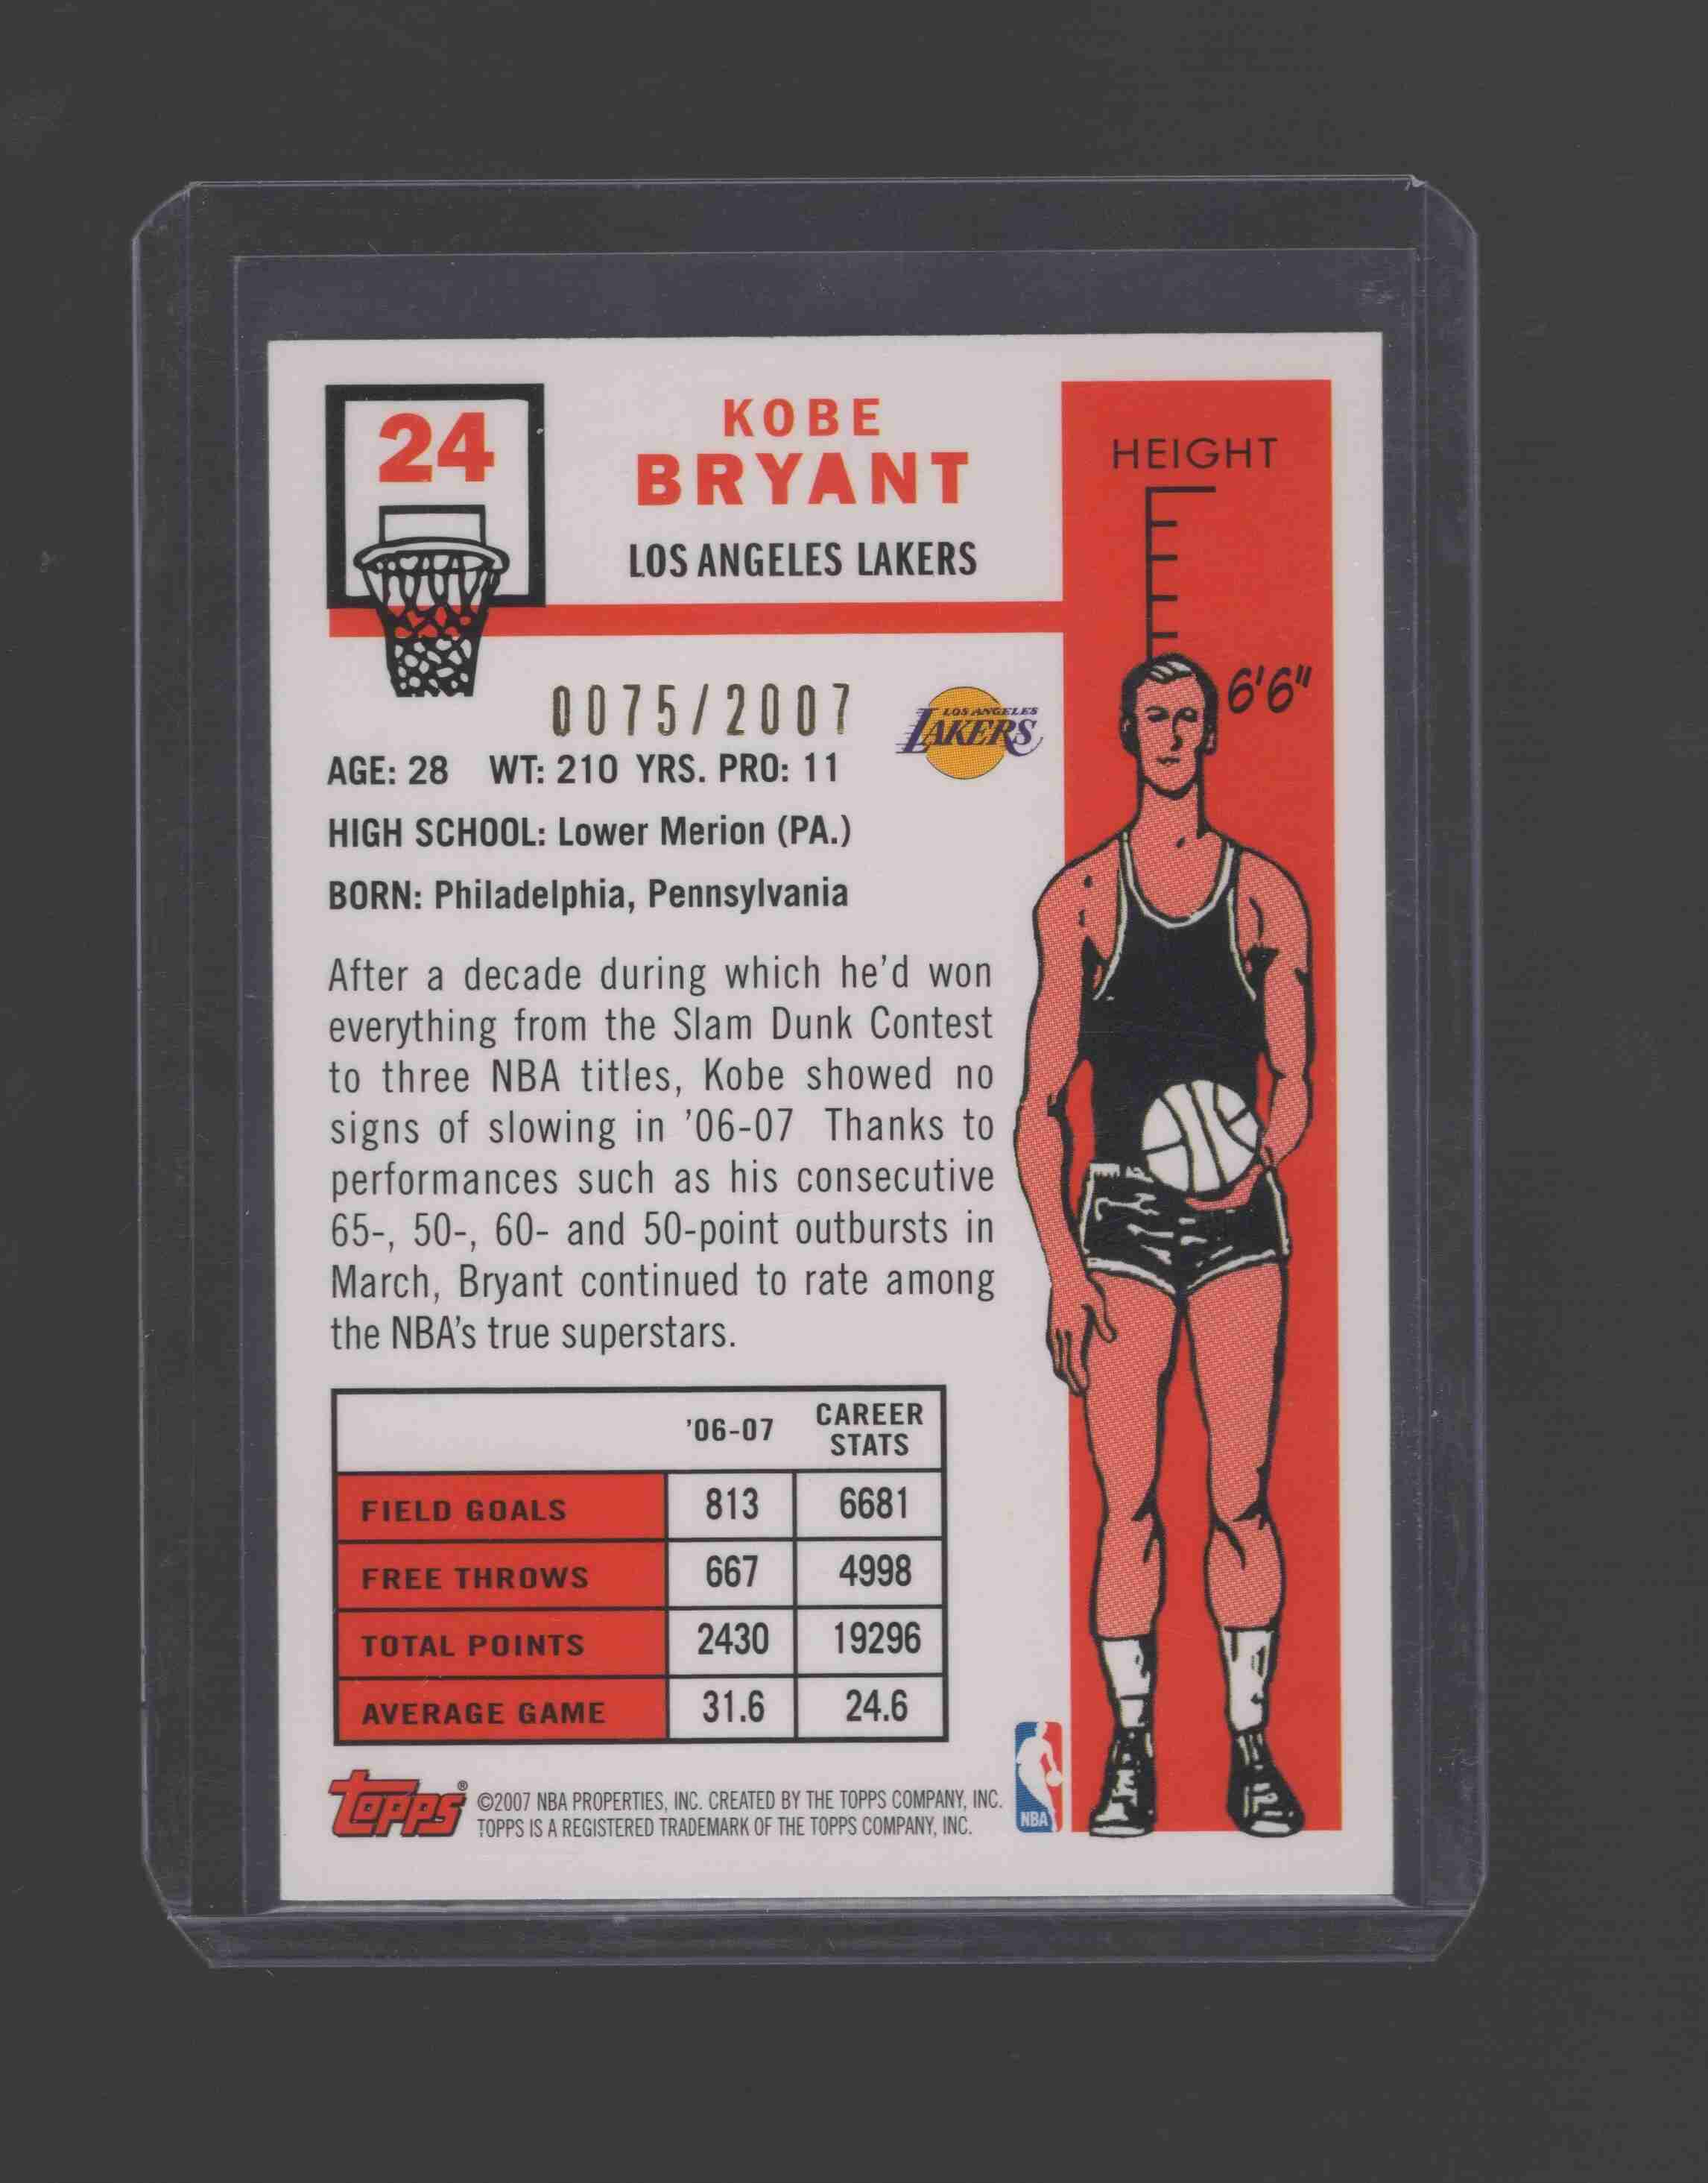 24
KOBE
BRYANT
LOS ANGELES LAKERS
HEIGHT
6'6"
0075/2007
LOS ANGELES
LAKERS
AGE: 28 WT: 210 YRS. PRO: 11
HIGH SCHOOL: Lower Merion (PA.)
BORN: Philadelphia, Pennsylvania
After a decade during which he'd won
everything from the Slam Dunk Contest
to three NBA titles, Kobe showed no
signs of slowing in '06-07 Thanks to
performances such as his consecutive
65-, 50-, 60- and 50-point outbursts in
March, Bryant continued to rate among
the NBA's true superstars.
'06-07 CAREER STATS
FIELD GOALS 813 6681
FREE THROWS 667 4998
TOTAL POINTS 2430 19296
AVERAGE GAME 31.6 24.6
topps®
©2007 NBA PROPERTIES, INC. CREATED BY THE TOPPS COMPANY, INC.
TOPPS IS A REGISTERED TRADEMARK OF THE TOPPS COMPANY, INC.
NBA